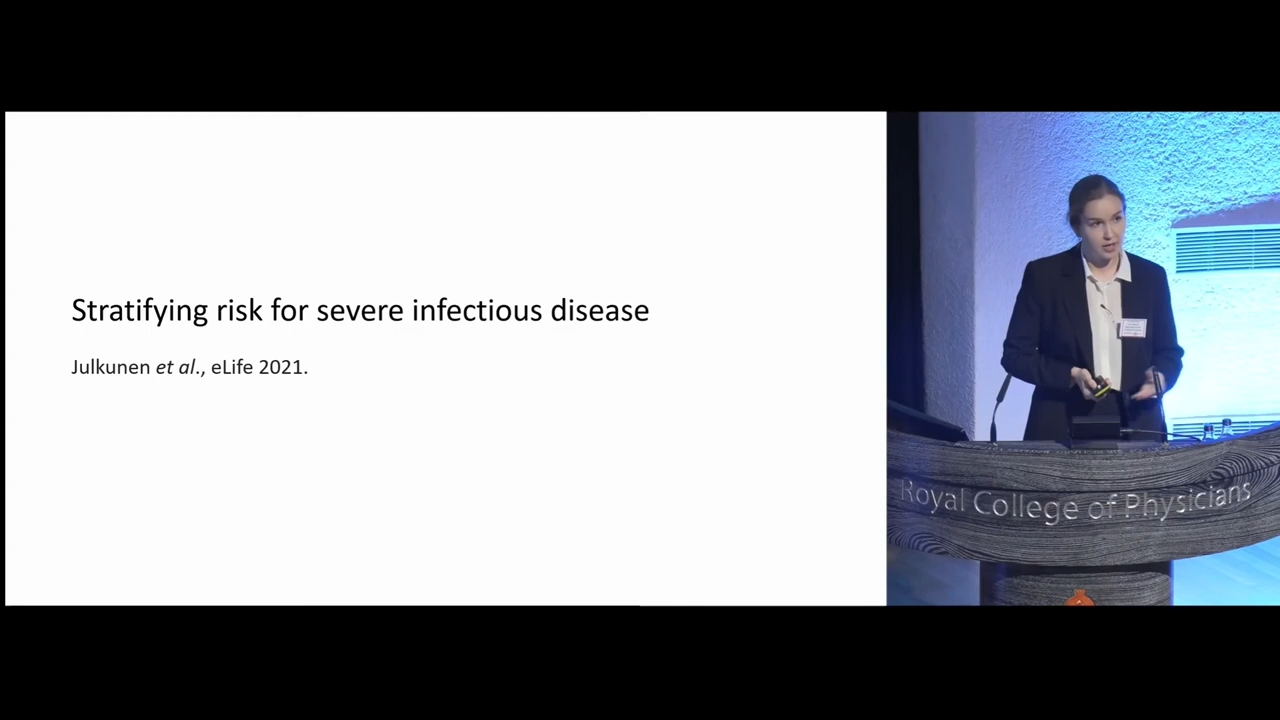 Stratifying risk for severe infectious disease
Julkunen et al., eLife 2021.
Royal College of Physicians